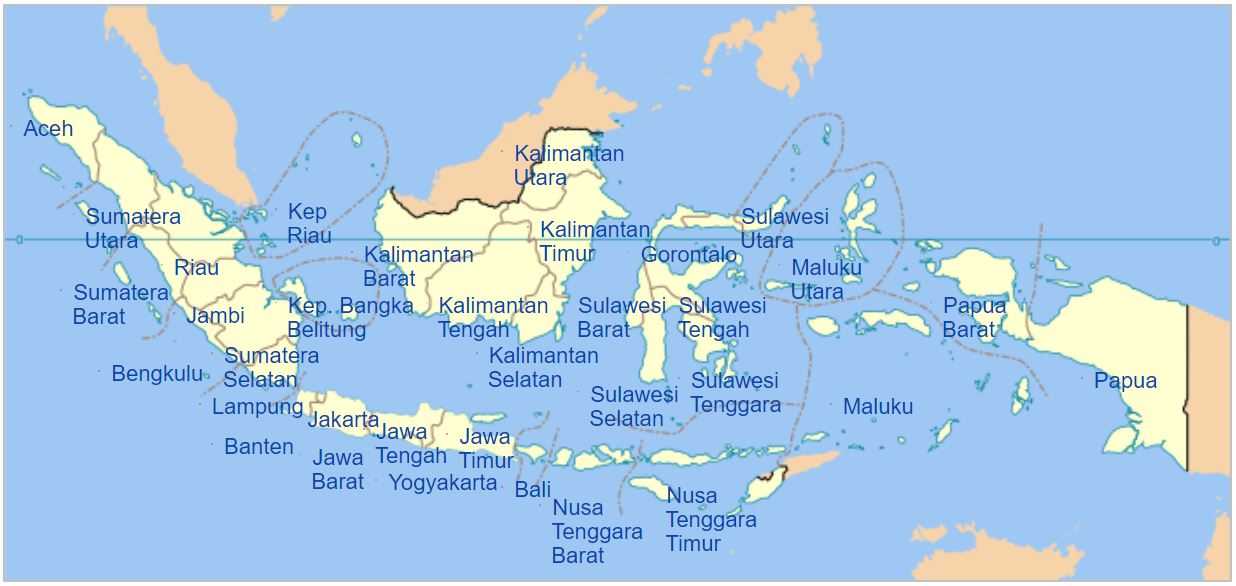 Aceh
Kalimantan
Utara
Sumatera
Utara
Kep
Riau
Kalimantan
Timur
Sulawesi
Utara
0
0
Kalimantan
Barat
Gorontalo
Riau
Maluku
Utara
Sumatera
Barat
Jambi
Kep. Bangka
Belitung
Kalimantan
Tengah
Sulawesi
Barat
Sulawesi
Tengah
Papua
Barat
Bengkulu
Sumatera
Selatan
Kalimantan
Selatan
Sulawesi
Selatan
Sulawesi
Tenggara
Papua
Maluku
Lampung
Jakarta
Banten
Jawa
Tengah
Jawa
Timur
Jawa
Barat
Yogyakarta
Bali
Nusa
Tenggara
Barat
Nusa
Tenggara
Timur